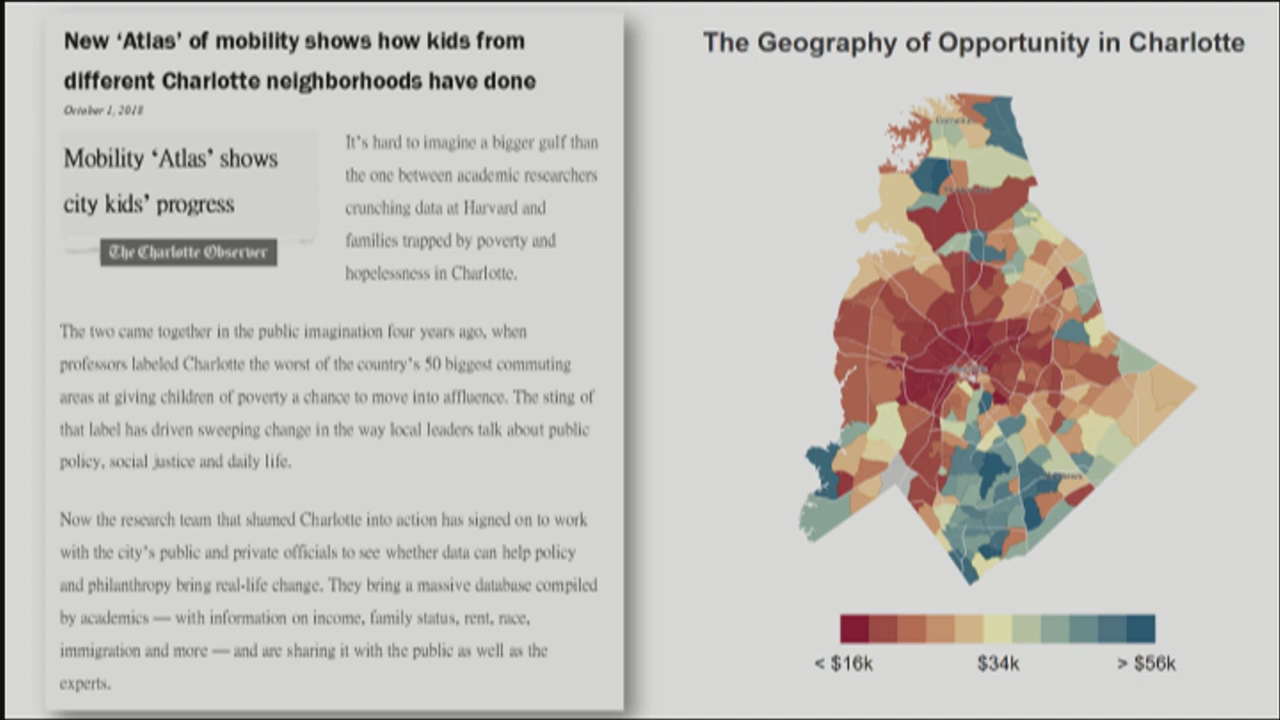 New ‘Atlas’ of mobility shows how kids from
different Charlotte neighborhoods have done
October 1, 2018
Mobility ‘Atlas’ shows
city kids’ progress
The Charlotte Observer
It’s hard to imagine a bigger gulf than
the one between academic researchers
crunching data at Harvard and
families trapped by poverty and
hopelessness in Charlotte.
The two came together in the public imagination four years ago, when
professors labeled Charlotte the worst of the country’s 50 biggest commuting
areas at giving children of poverty a chance to move into affluence. The sting of
that label has driven sweeping change in the way local leaders talk about public
policy, social justice and daily life.
Now the research team that shamed Charlotte into action has signed on to work
with the city’s public and private officials to see whether data can help policy
and philanthropy bring real-life change. They bring a massive database compiled
by academics — with information on income, family status, rent, race,
immigration and more — and are sharing it with the public as well as the
experts.
The Geography of Opportunity in Charlotte
< $16k
$34k
> $56k